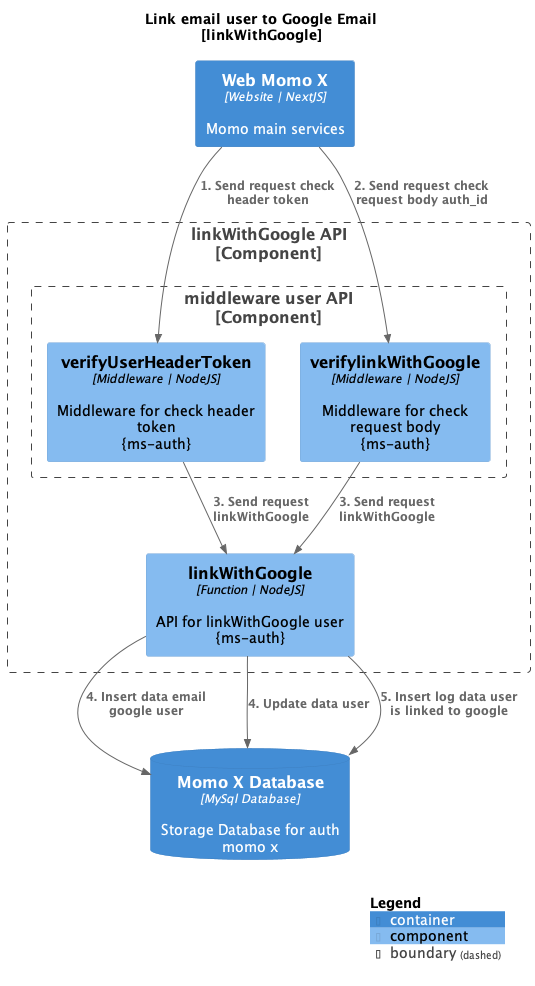 Link email user to Google Email
[linkWithGoogle]
Web Momo X
[Website | NextJS]
Momo main services
1. Send request check
header token
2. Send request check
request body auth_id
linkWithGoogle API
[Component]
middleware user API
[Component]
verifyUserHeaderToken
[Middleware | NodeJS]
Middleware for check header
token
{ms-auth}
verifylinkWithGoogle
[Middleware | NodeJS]
Middleware for check
request body
{ms-auth}
3. Send request
linkWithGoogle
3. Send request
linkWithGoogle
linkWithGoogle
[Function | NodeJS]
API for linkWithGoogle user
{ms-auth}
4. Insert data email
google user
4. Update data user
5. Insert log data user
is linked to google
Momo X Database
[MySql Database]
Storage Database for auth
momo x
Legend
container
component
boundary (dashed)